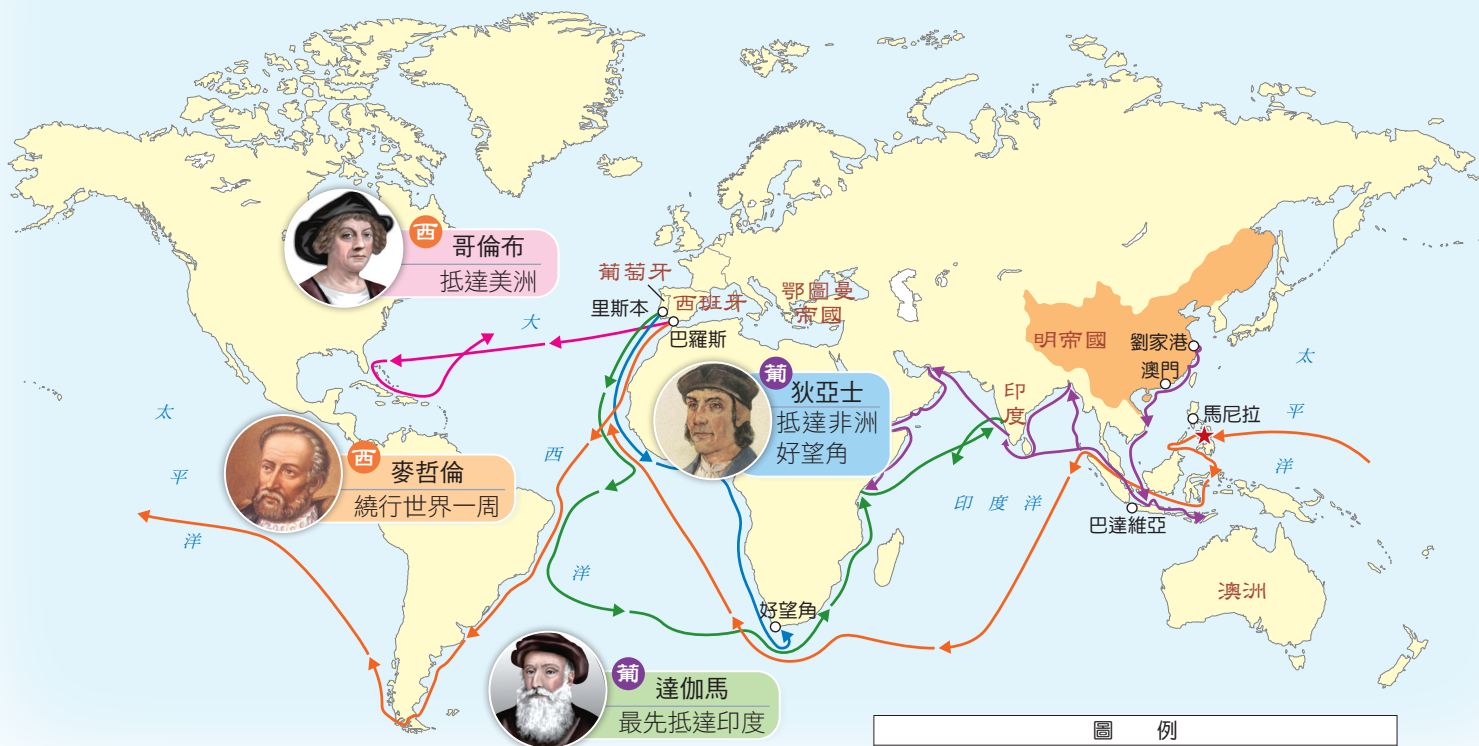 西
哥倫布
抵達美洲
葡萄牙
里斯本
西班牙
巴羅斯
鄂圖曼
帝國
明帝國
劉家港
澳門
馬尼拉
印
度
大
西
洋
太
平
洋
太
平
洋
葡
狄亞士
抵達非洲
好望角
西
麥哲倫
繞行世界一周
印度洋
巴達維亞
澳洲
好望角
葡
達伽馬
最先抵達印度
圖例